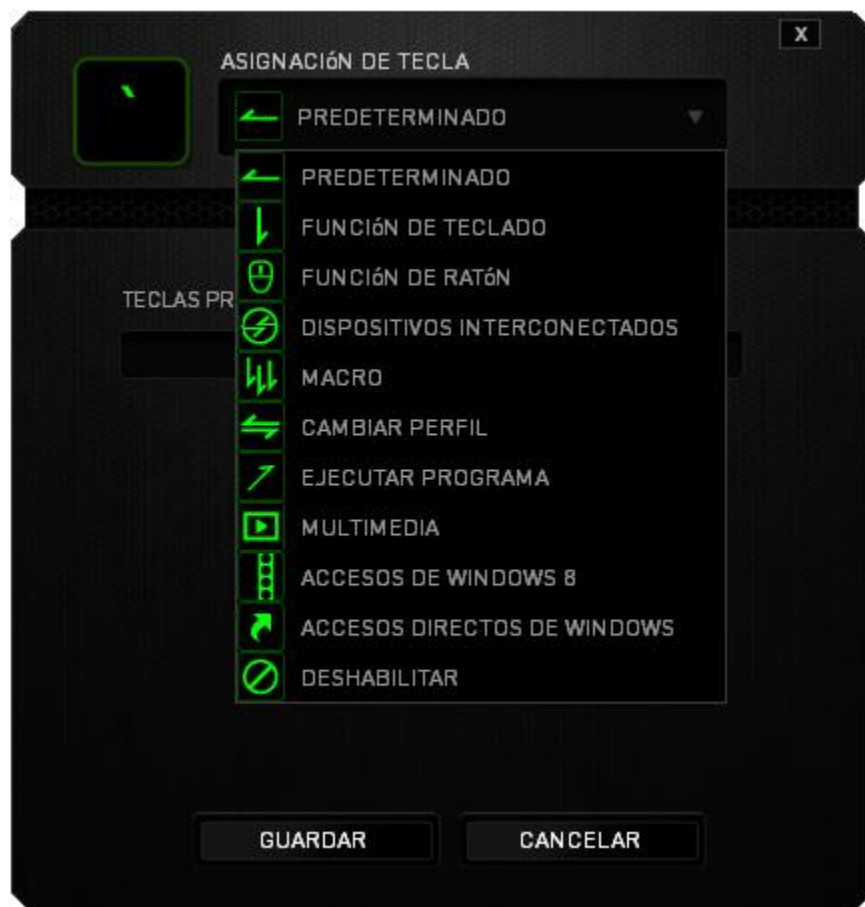 X
ASIGNACIóN DE TECLA
`
PREDETERMINADO
PREDETERMINADO
FUNCIóN DE TECLADO
FUNCIóN DE RATóN
TECLAS PR
DISPOSITIVOS INTERCONECTADOS
MACRO
CAMBIAR PERFIL
EJECUTAR PROGRAMA
MULTIMEDIA
ACCESOS DE WINDOWS 8
ACCESOS DIRECTOS DE WINDOWS
DESHABILITAR
GUARDAR
CANCELAR